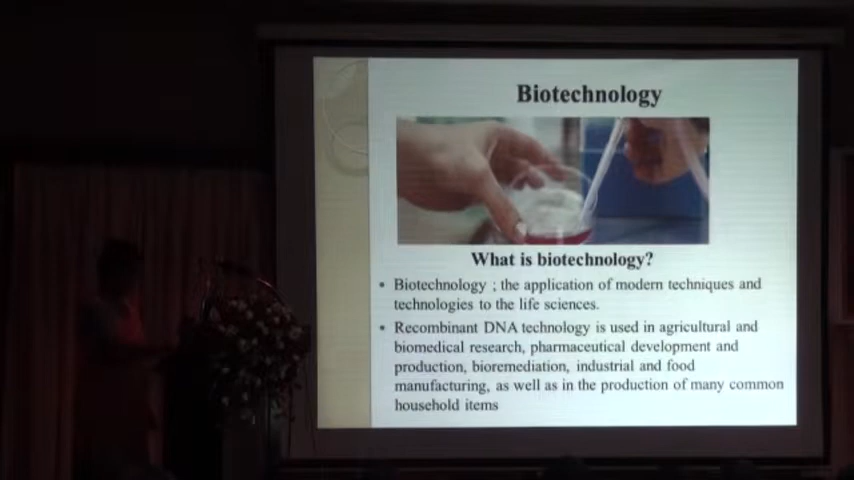 Biotechnology
What is biotechnology?
• Biotechnology ; the application of modern techniques and
technologies to the life sciences.
• Recombinant DNA technology is used in agricultural and
biomedical research, pharmaceutical development and
production, bioremediation, industrial and food
manufacturing, as well as in the production of many common
household items